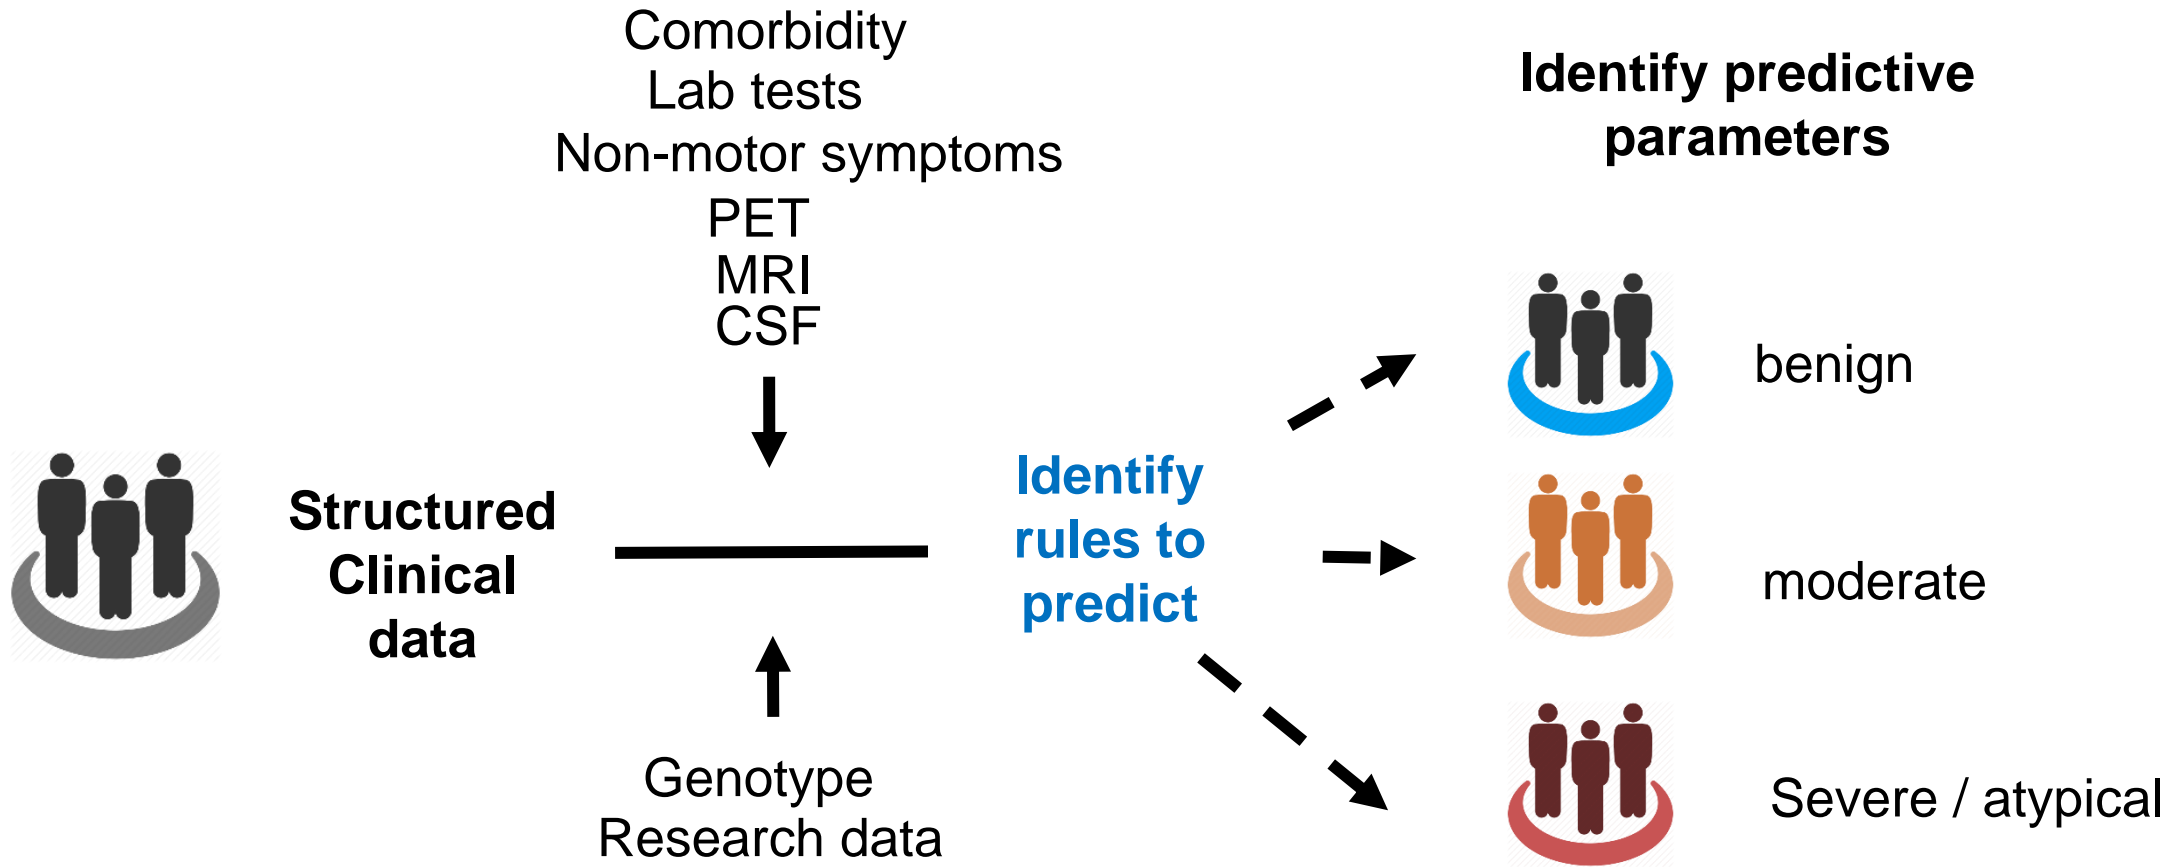 Comorbidity
Lab tests
Non-motor symptoms
PET
MRI
CSF
Structured
Clinical
data
Genotype
Research data
Identify
rules to
predict
Identify predictive
parameters
benign
moderate
Severe / atypical